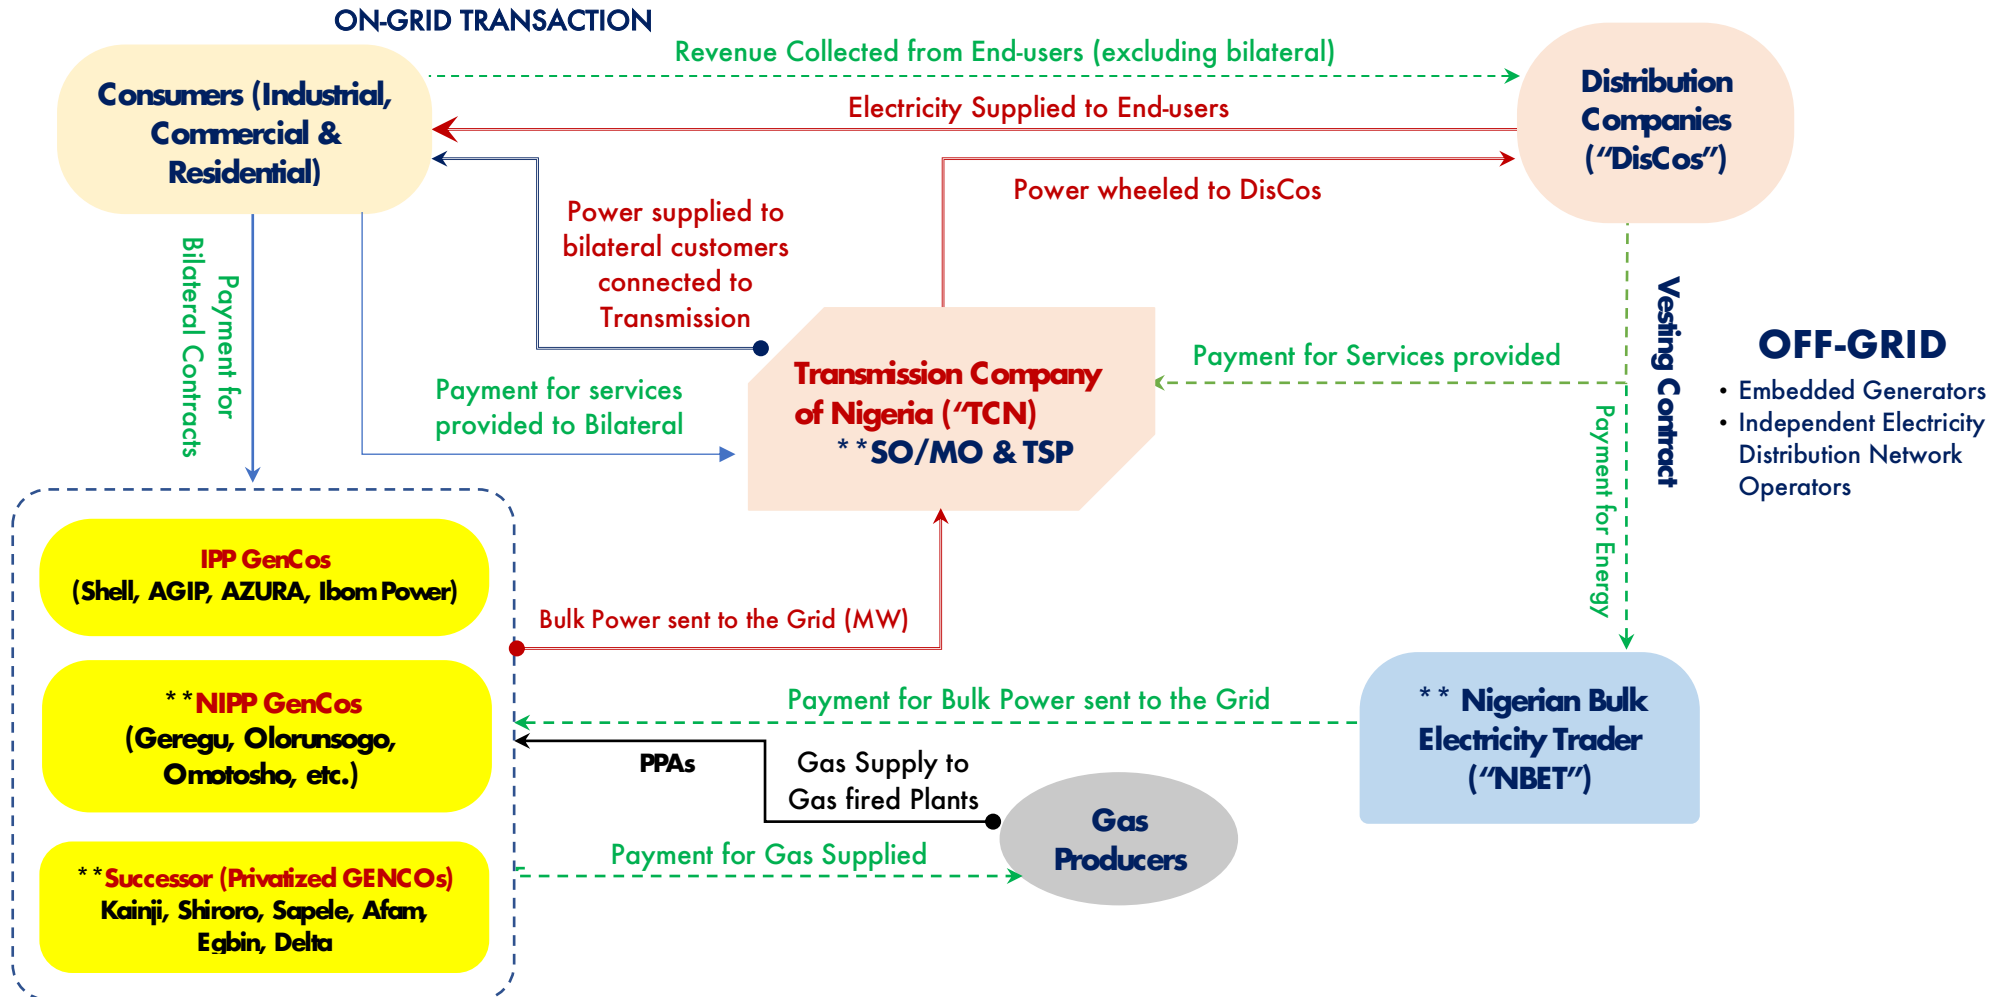 ON-GRID TRANSACTION
Revenue Collected from End-users (excluding bilateral)
Consumers (Industrial,
Commercial &
Residential)
Distribution
Companies
(“DisCos”)
Electricity Supplied to End-users
Power wheeled to DisCos
Power supplied to
bilateral customers
connected to
Transmission
Payment for
Bilateral Contracts
Payment for services
provided to Bilateral
Transmission Company
of Nigeria (“TCN)
**SO/MO & TSP
Payment for Services provided
Vesting Contract
Payment for Energy
OFF-GRID
• Embedded Generators
• Independent Electricity
Distribution Network
Operators
IPP GenCos
(Shell, AGIP, AZURA, Ibom Power)
Bulk Power sent to the Grid (MW)
**NIPP GenCos
(Geregu, Olorunsogo,
Omotosho, etc.)
Payment for Bulk Power sent to the Grid
** Nigerian Bulk
Electricity Trader
(“NBET”)
PPAs
Gas Supply to
Gas fired Plants
Gas
Producers
Payment for Gas Supplied
**Successor (Privatized GENCOs)
Kainji, Shiroro, Sapele, Afam,
Egbin, Delta